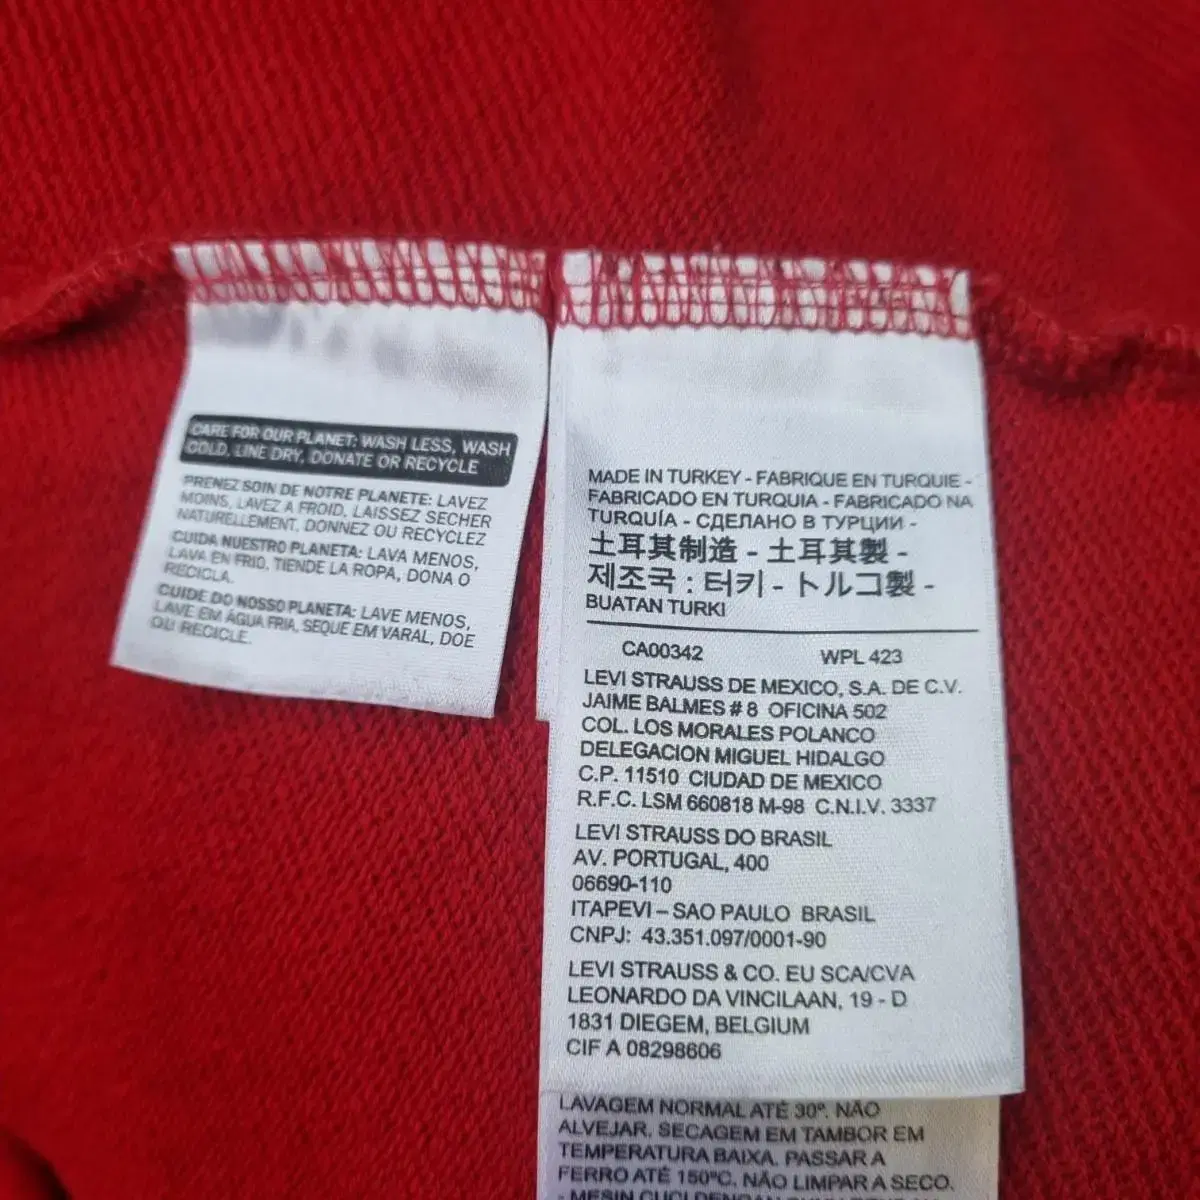 CARE FOR OUR PLANET: WASH LESS, WASH
COLD, LINE DRY, DONATE OR RECYCLE
PRENEZ SOIN DE NOTRE PLANETE: LAVEZ
MOINS, LAVEZ A FROID, LAISSEZ SECHER
NATURELLEMENT, DONNEZ OU RECYCLEZ
CUIDA NUESTRO PLANETA: LAVA MENOS,
LAVA EN FRIO, TIENDE LA ROPA, DONA O
RECICLA.
CUIDE DO NOSSO PLANETA: LAVE MENOS,
LAVE EM ÁGUA FRIA, SEQUE EM VARAL, DOE
OU RECICLE.
MADE IN TURKEY - FABRIQUE EN TURQUIE -
FABRICADO EN TURQUIA - FABRICADO NA
TURQUÍA - СДЕЛАНО В ТУРЦИИ -
土耳其制造 - 土耳其製 -
제조국 : 터키 - トルコ製 -
BUATAN TURKI
CA00342 WPL 423
LEVI STRAUSS DE MEXICO, S.A. DE C.V.
JAIME BALMES # 8 OFICINA 502
COL. LOS MORALES POLANCO
DELEGACION MIGUEL HIDALGO
C.P. 11510 CIUDAD DE MEXICO
R.F.C. LSM 660818 M-98 C.N.I.V. 3337
LEVI STRAUSS DO BRASIL
AV. PORTUGAL, 400
06690-110
ITAPEVI – SAO PAULO BRASIL
CNPJ: 43.351.097/0001-90
LEVI STRAUSS & CO. EU SCA/CVA
LEONARDO DA VINCILAAN, 19 - D
1831 DIEGEM, BELGIUM
CIF A 08298606
LAVAGEM NORMAL ATÉ 30º. NÃO
ALVEJAR. SECAGEM EM TAMBOR EM
TEMPERATURA BAIXA. PASSAR A
FERRO ATÉ 150ºC. NÃO LIMPAR A SECO.
- MESIN CUCI DENGAN